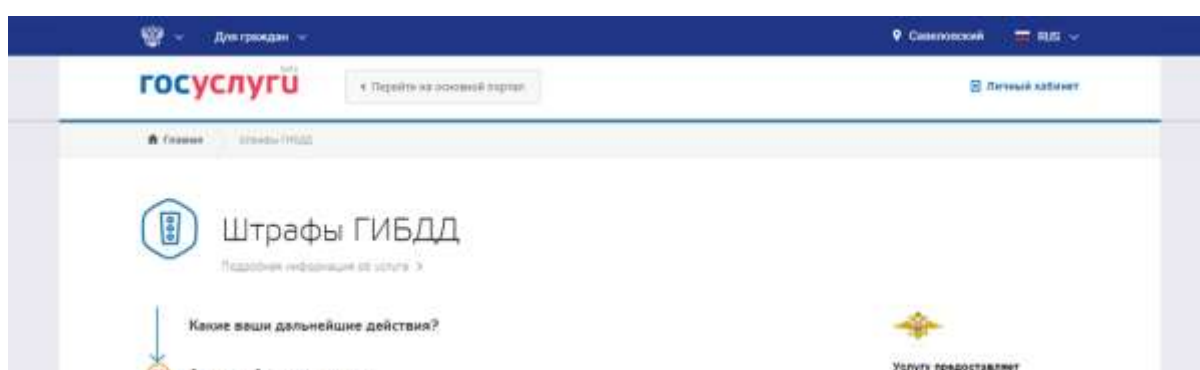 Для граждан
Савеловский RUS
госуслуги beta
Перейти на основной портал
Личный кабинет
Главная Штрафы ГИБДД
Штрафы ГИБДД
Подробная информация об услуге >
Какие ваши дальнейшие действия?
Услугу предоставляет